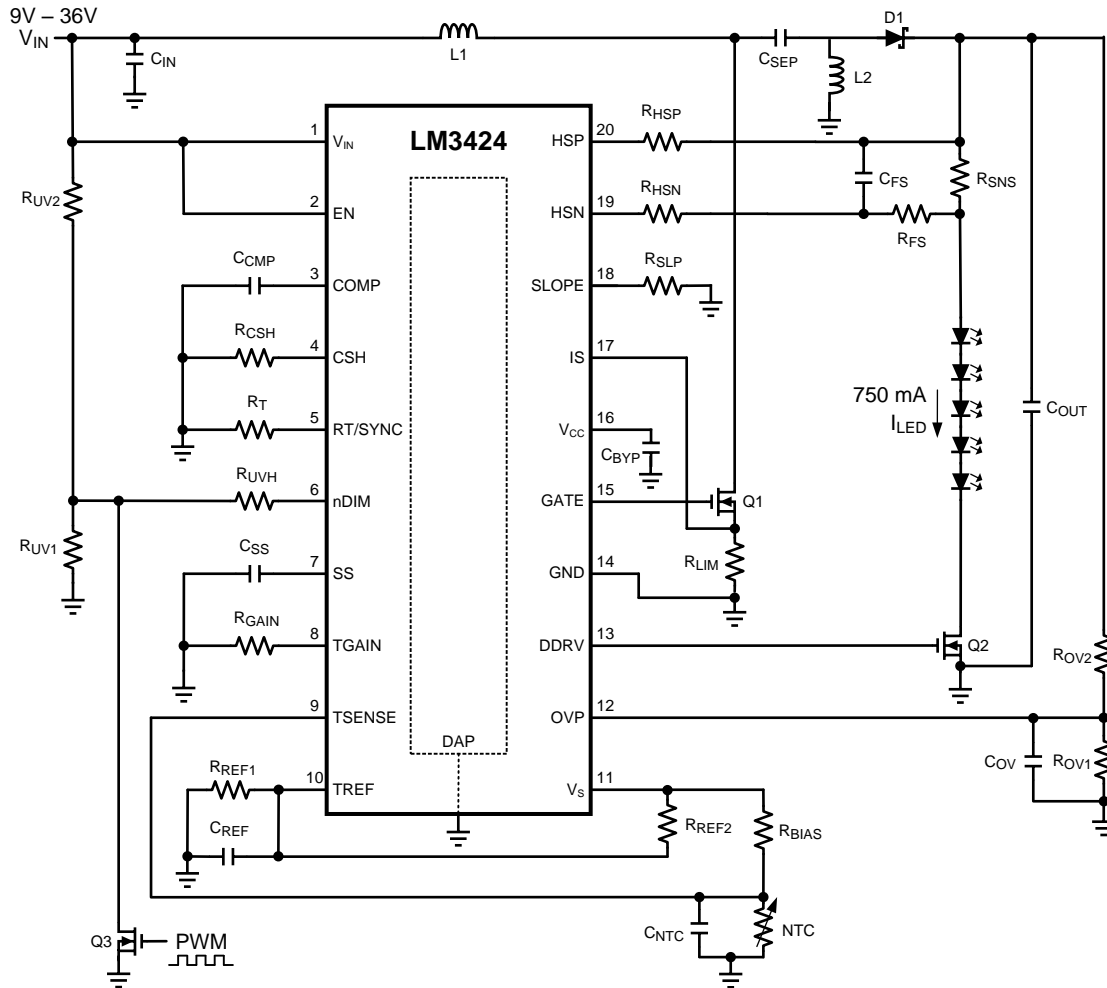 9V – 36V
VIN
CIN
L1
CSEP
D1
L2
LM3424
1
VIN
HSP
20
RHSP
CFS
RSNS
RUV2
2
EN
HSN
19
RHSN
RFS
CCMP
3
COMP
SLOPE
18
RSLP
RCSH
4
CSH
IS
17
750 mA
ILED
COUT
RT
5
RT/SYNC
VCC
16
CBYP
RUVH
6
nDIM
GATE
15
Q1
RUV1
CSS
7
SS
GND
14
RLIM
RGAIN
8
TGAIN
DDRV
13
Q2
ROV2
9
TSENSE
OVP
12
DAP
COV
ROV1
RREF1
10
TREF
VS
11
CREF
RREF2
RBIAS
CNTC
NTC
Q3
PWM